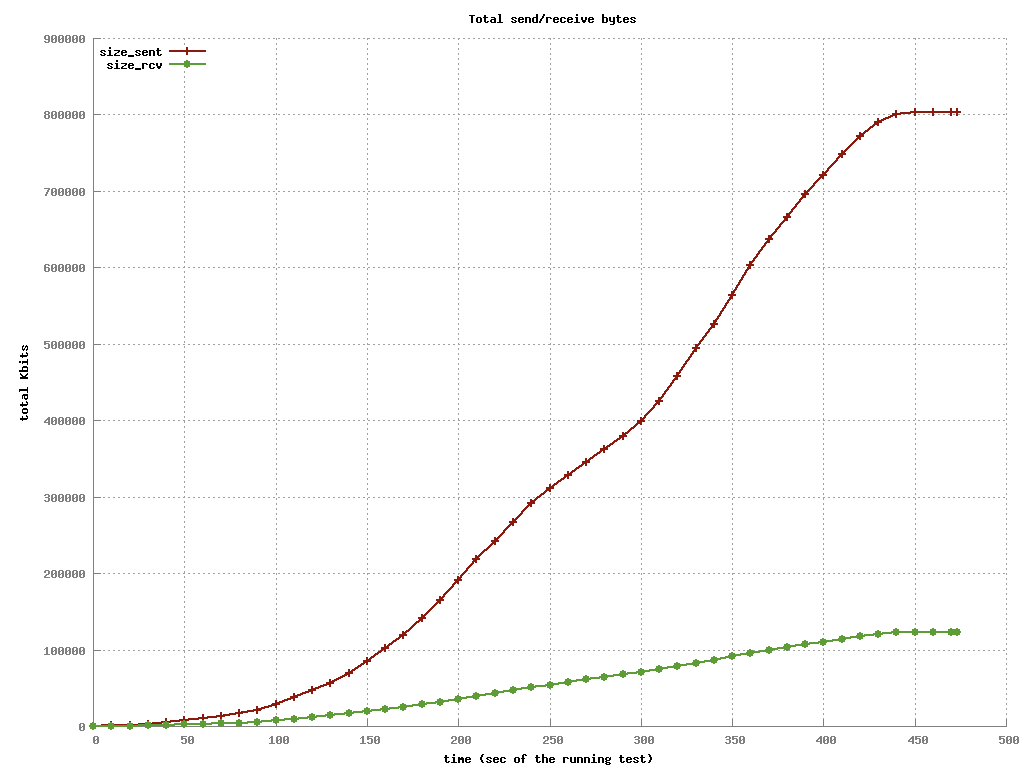 Total send/receive bytes
900000
size_sent
size_rcv
800000
700000
600000
500000
total Kbits
400000
300000
200000
100000
0
0 50 100 150 200 250 300 350 400 450 500
time (sec of the running test)